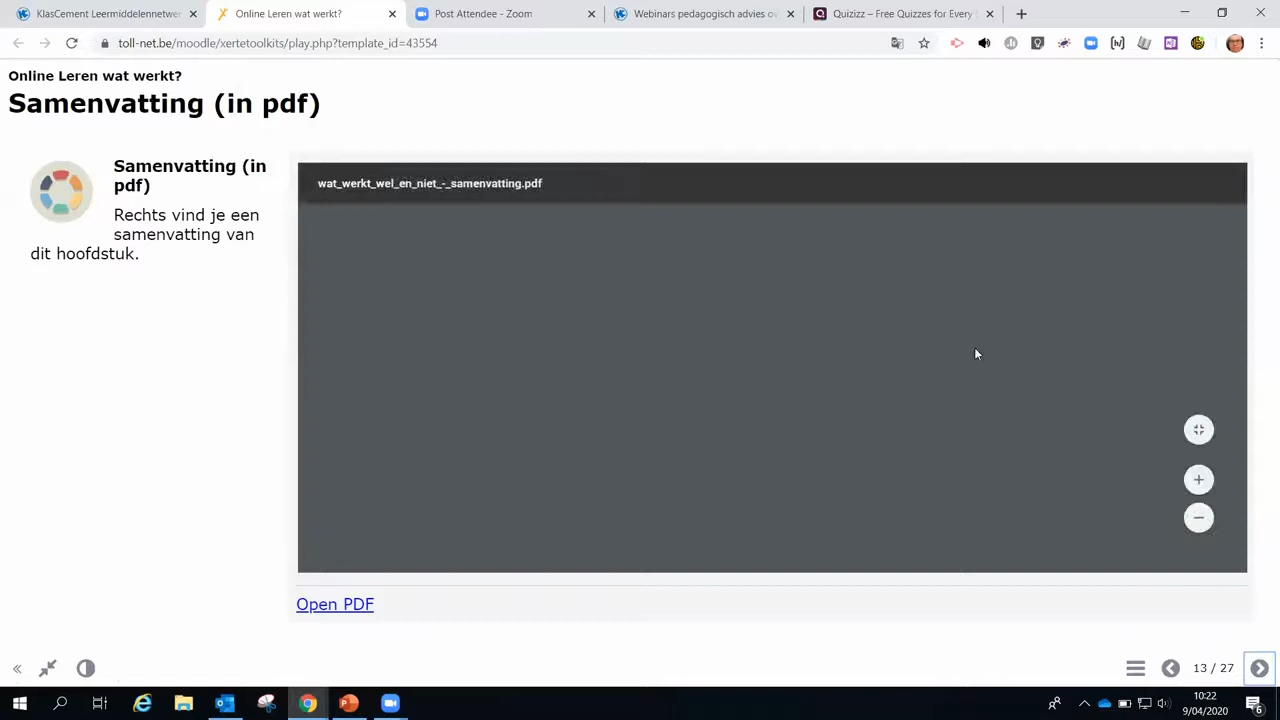 KlasCement Leermiddelennetwer
Online Leren wat werkt?
Post Attendee - Zoom
Webinars pedagogisch advies ov
Quizizz – Free Quizzes for Every
toll-net.be/moodle/xertetoolkits/play.php?template_id=43554
Online Leren wat werkt?
Samenvatting (in pdf)
Samenvatting (in
pdf)
Rechts vind je een
samenvatting van
dit hoofdstuk.
wat_werkt_wel_en_niet_-_samenvatting.pdf
Open PDF
13 / 27
10:22
9/04/2020
6